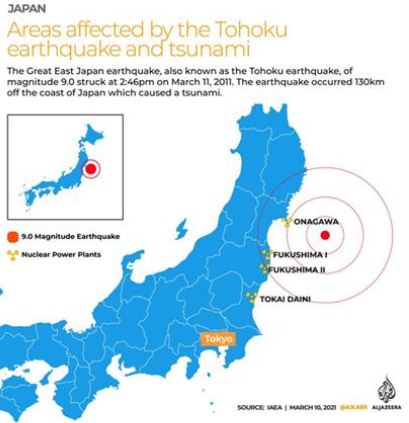 JAPAN
Areas affected by the Tohoku
earthquake and tsunami
The Great East Japan earthquake, also known as the Tohoku earthquake, of
magnitude 9.0 struck at 2:46pm on March 11, 2011. The earthquake occurred 130km
off the coast of Japan which caused a tsunami.
9.0 Magnitude Earthquake
Nuclear Power Plants
ONAGAWA
FUKUSHIMA I
FUKUSHIMA II
TOKAI DAINI
Tokyo
SOURCE: IAEA | MARCH 10, 2021 @AJLABS ALJAZEERA